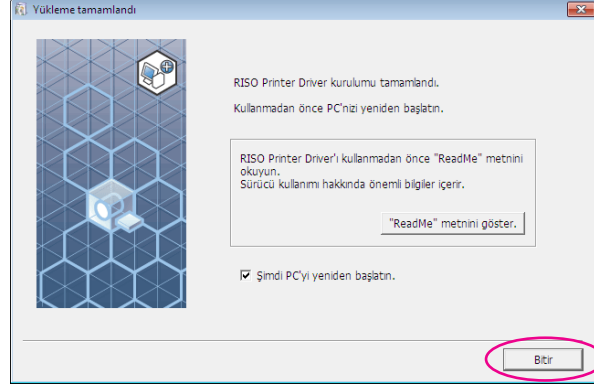 Yükleme tamamlandı
RISO Printer Driver kurulumu tamamlandı.
Kullanmadan önce PC'nizi yeniden başlatın.
RISO Printer Driver'ı kullanmadan önce "ReadMe" metnini
okuyun.
Sürücü kullanımı hakkında önemli bilgiler içerir.
"ReadMe" metnini göster.
Şimdi PC'yi yeniden başlatın.
Bitir